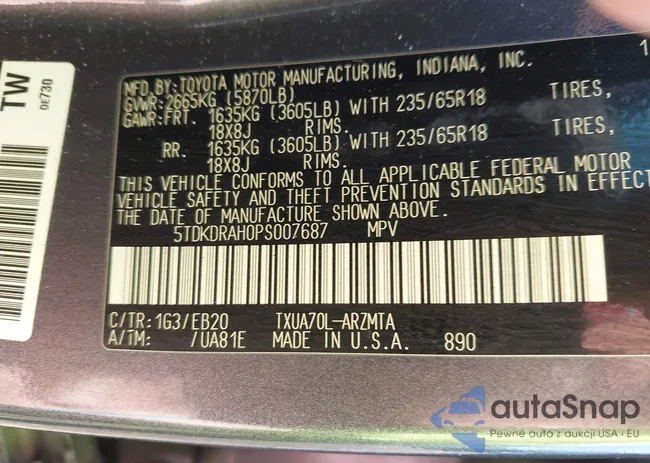 TW
0E730
MFD.BY:TOYOTA MOTOR MANUFACTURING, INDIANA, INC. 1
GVWR: 2665KG (5870LB)
GAWR:FRT. 1635KG (3605LB) WITH 235/65R18 TIRES,
18X8J RIMS.
RR. 1635KG (3605LB) WITH 235/65R18 TIRES,
18X8J RIMS.
THIS VEHICLE CONFORMS TO ALL APPLICABLE FEDERAL MOTOR
VEHICLE SAFETY AND THEFT PREVENTION STANDARDS IN EFFECT
THE DATE OF MANUFACTURE SHOWN ABOVE.
5TDKDRAH0PS007687 MPV
C/TR: 1G3/EB20 TXUA70L-ARZMTA
A/TM: /UA81E MADE IN U.S.A. 890
autaSnap
Pewne auta z aukcji USA i EU